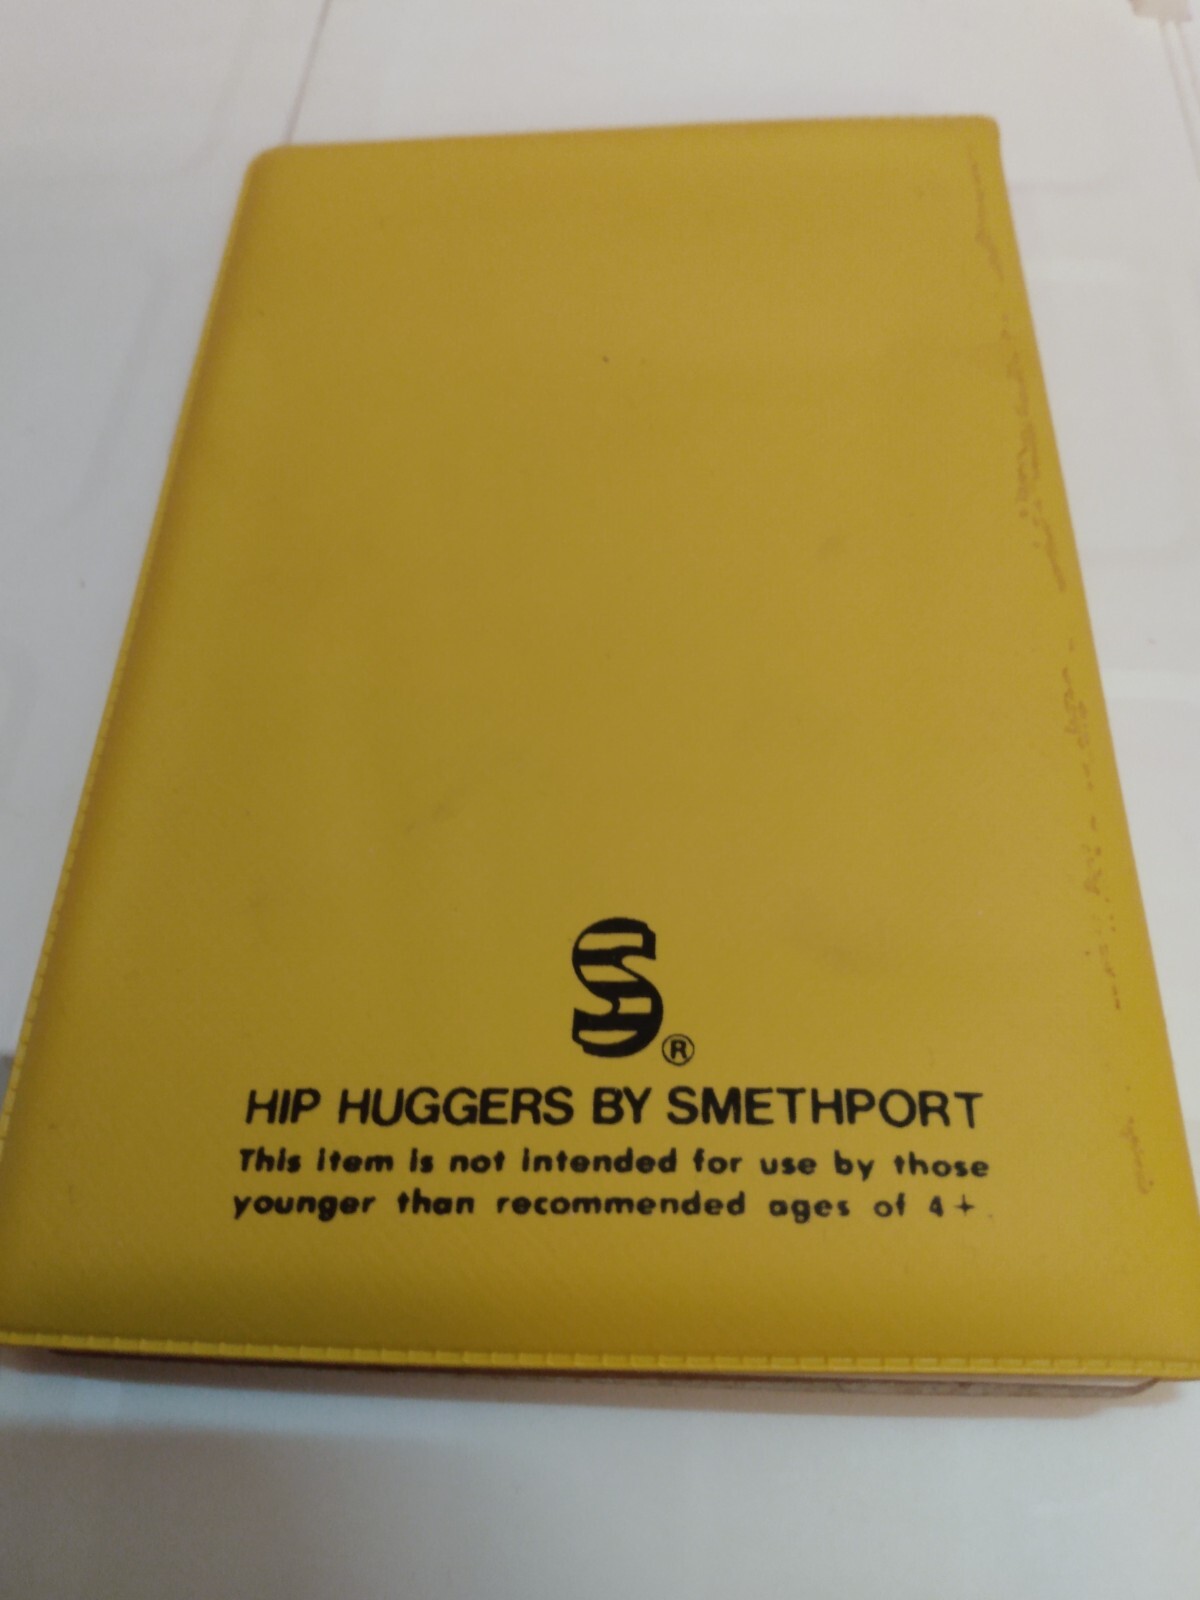 S®
HIP HUGGERS BY SMETHPORT
This item is not intended for use by those
younger than recommended ages of 4+